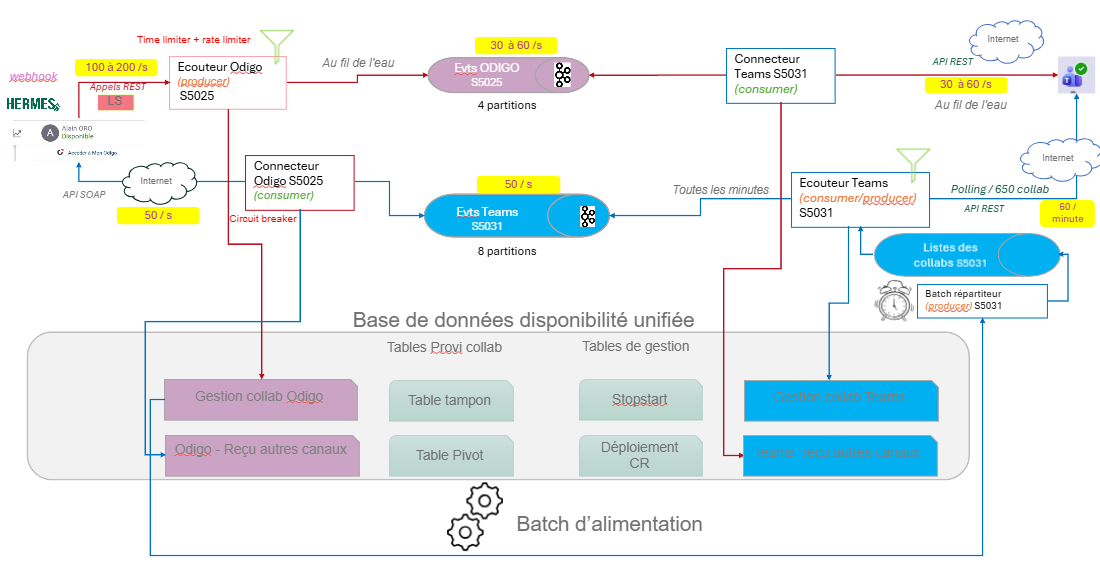 Time limiter + rate limiter
webhook
100 à 200 /s
Appels REST
LS
HERMES
A
Alain ORO
Disponible
Accéder à Mon Odigo
Ecouteur Odigo
(producer)
S5025
Au fil de l'eau
30 à 60 /s
Evts ODIGO
S5025
4 partitions
Connecteur
Teams S5031
(consumer)
Internet
API REST
30 à 60 /s
Au fil de l'eau
Internet
API SOAP
50 / s
Connecteur
Odigo S5025
(consumer)
Circuit breaker
50 / s
Evts Teams
S5031
8 partitions
Toutes les minutes
Ecouteur Teams
(consumer/producer)
S5031
Internet
Polling / 650 collab
API REST
60 /
minute
Listes des
collabs S5031
Batch répartiteur
(producer) S5031
Base de données disponibilité unifiée
Tables Provi collab
Tables de gestion
Gestion collab Odigo
Table tampon
Stopstart
Gestion collab Teams
Odigo - Reçu autres canaux
Table Pivot
Déploiement
CR
Teams- reçu autres canaux
Batch d'alimentation